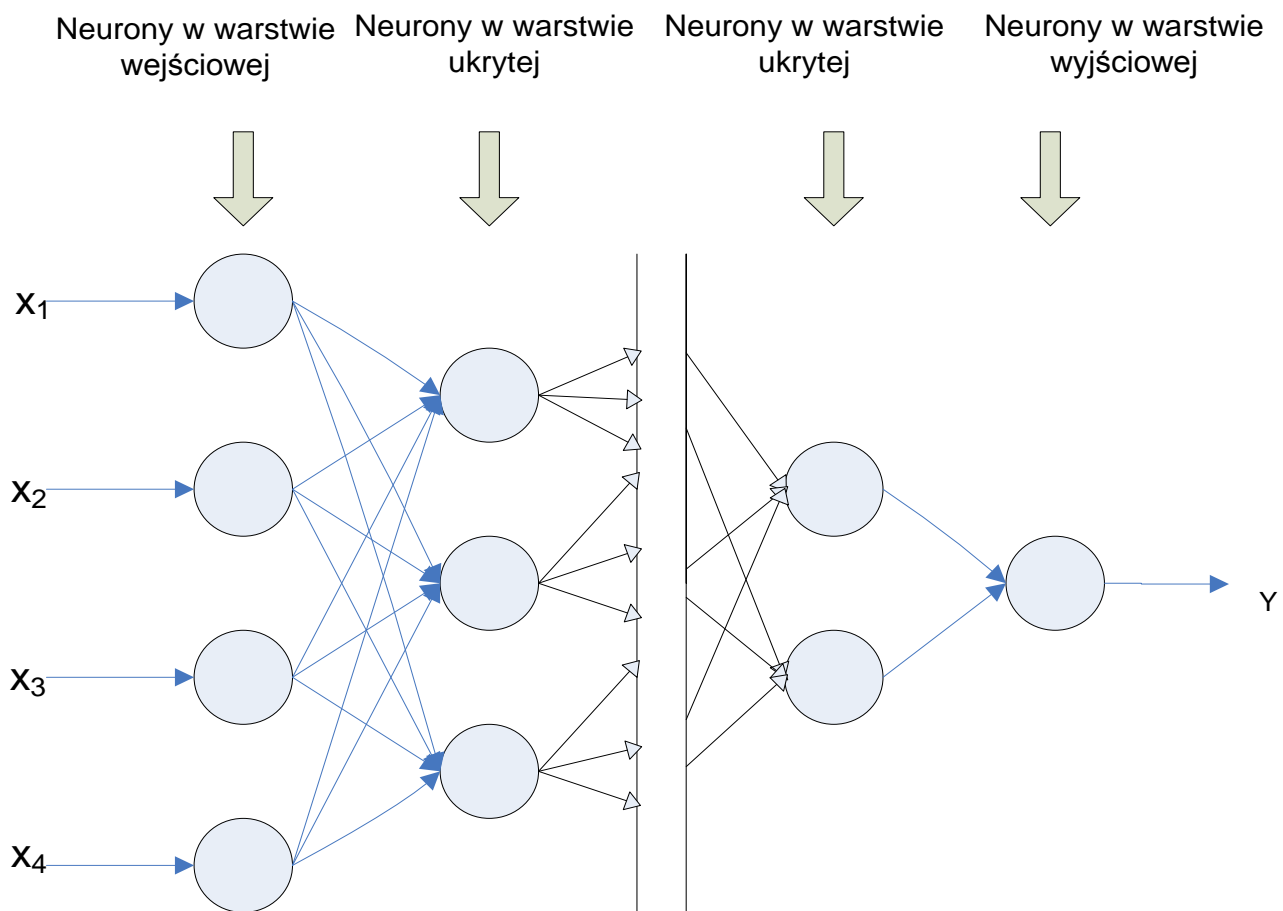 Neurony w warstwie
wejściowej
Neurony w warstwie
ukrytej
Neurony w warstwie
ukrytej
Neurony w warstwie
wyjściowej
x₁
x₂
x₃
x₄
Y